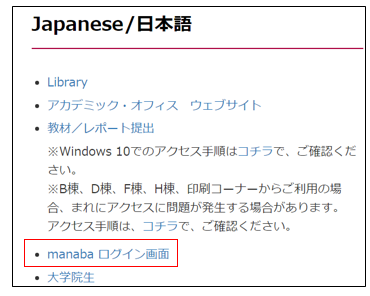 Japanese/日本語
Library
アカデミック・オフィス　ウェブサイト
教材／レポート提出
※Windows 10でのアクセス手順はコチラで、ご確認くだ
さい。
※B棟、D棟、F棟、H棟、印刷コーナーからご利用の場
合、まれにアクセスに問題が発生する場合があります。
アクセス手順は、コチラで、ご確認ください。
manaba ログイン画面
大学院生